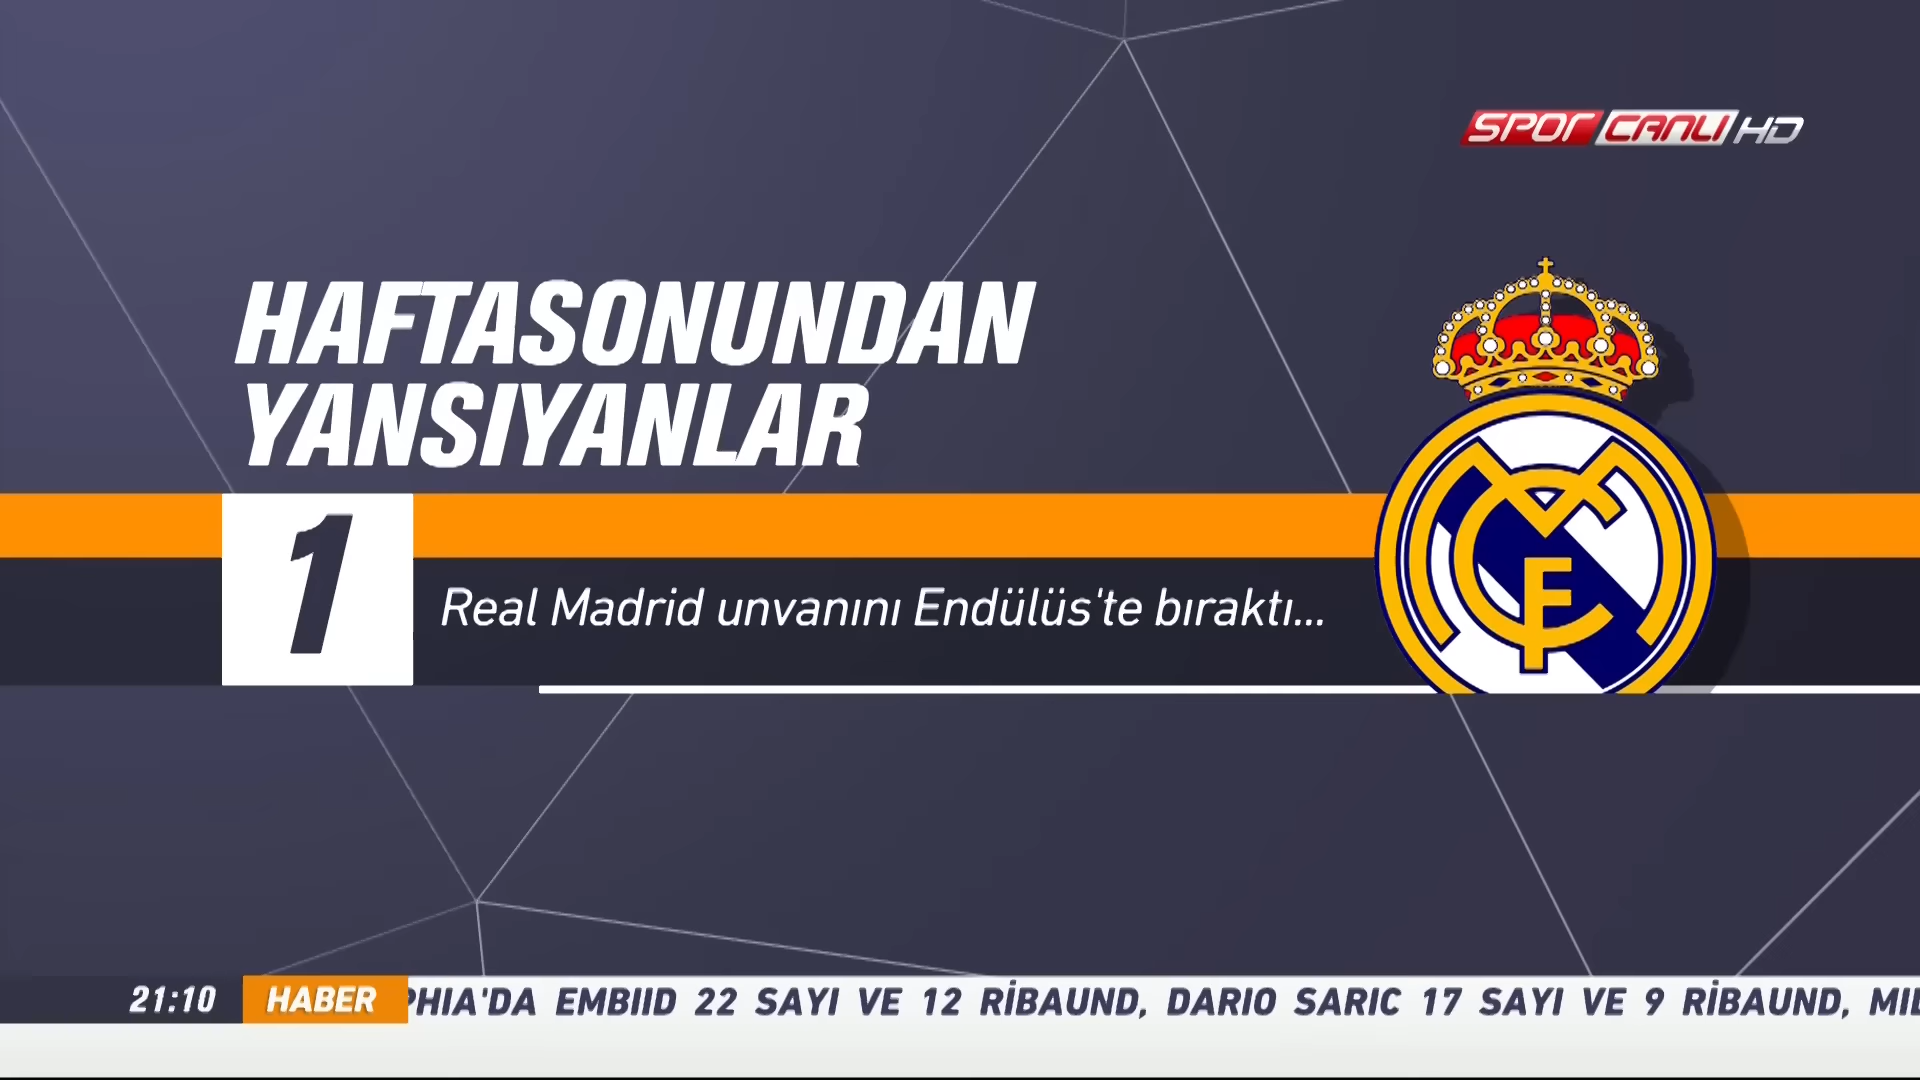 SPOR CANLI HD
HAFTASONUNDAN
YANSIYANLAR
1
Real Madrid unvanını Endülüs'te bıraktı...
21:10 HABER PHIA'DA EMBIID 22 SAYI VE 12 RİBAUND, DARIO SARIC 17 SAYI VE 9 RİBAUND,